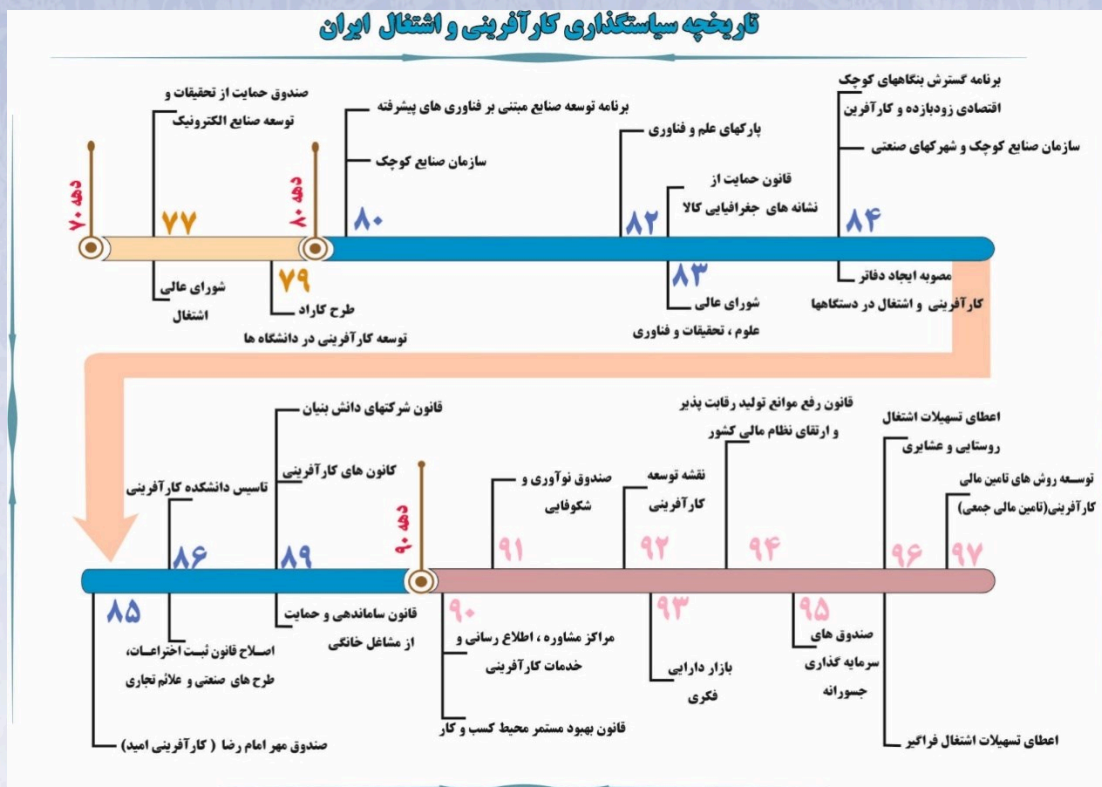 تاریخچه سیاستگذاری کارآفرینی و اشتغال ایران
دهه ۷۰
صندوق حمایت از تحقیقات و
توسعه صنایع الکترونیک
۷۷
شورای عالی
اشتغال
۷۹
طرح کاراد
توسعه کارآفرینی در دانشگاه ها
دهه ۸۰
برنامه توسعه صنایع مبتنی بر فناوری های پیشرفته
سازمان صنایع کوچک
۸۰
پارکهای علم و فناوری
۸۲
قانون حمایت از
نشانه های جغرافیایی کالا
۸۳
شورای عالی
علوم ، تحقیقات و فناوری
برنامه گسترش بنگاههای کوچک
اقتصادی زودبازده و کارآفرین
سازمان صنایع کوچک و شهرکهای صنعتی
۸۴
مصوبه ایجاد دفاتر
کارآفرینی و اشتغال در دستگاهها
۸۵
صندوق مهر امام رضا ( کارآفرینی امید)
تاسیس دانشکده کارآفرینی
۸۶
اصلاح قانون ثبت اختراعات،
طرح های صنعتی و علائم تجاری
قانون شرکتهای دانش بنیان
کانون های کارآفرینی
۸۹
قانون ساماندهی و حمایت
از مشاغل خانگی
دهه ۹۰
۹۰
مراکز مشاوره ، اطلاع رسانی و
خدمات کارآفرینی
قانون بهبود مستمر محیط کسب و کار
صندوق نوآوری و
شکوفایی
۹۱
نقشه توسعه
کارآفرینی
۹۲
۹۳
بازار دارایی
فکری
قانون رفع موانع تولید رقابت پذیر
و ارتقای نظام مالی کشور
۹۴
۹۵
صندوق های
سرمایه گذاری
جسورانه
اعطای تسهیلات اشتغال
روستایی و عشایری
۹۶
اعطای تسهیلات اشتغال فراگیر
توسعه روش های تامین مالی
کارآفرینی(تامین مالی جمعی)
۹۷